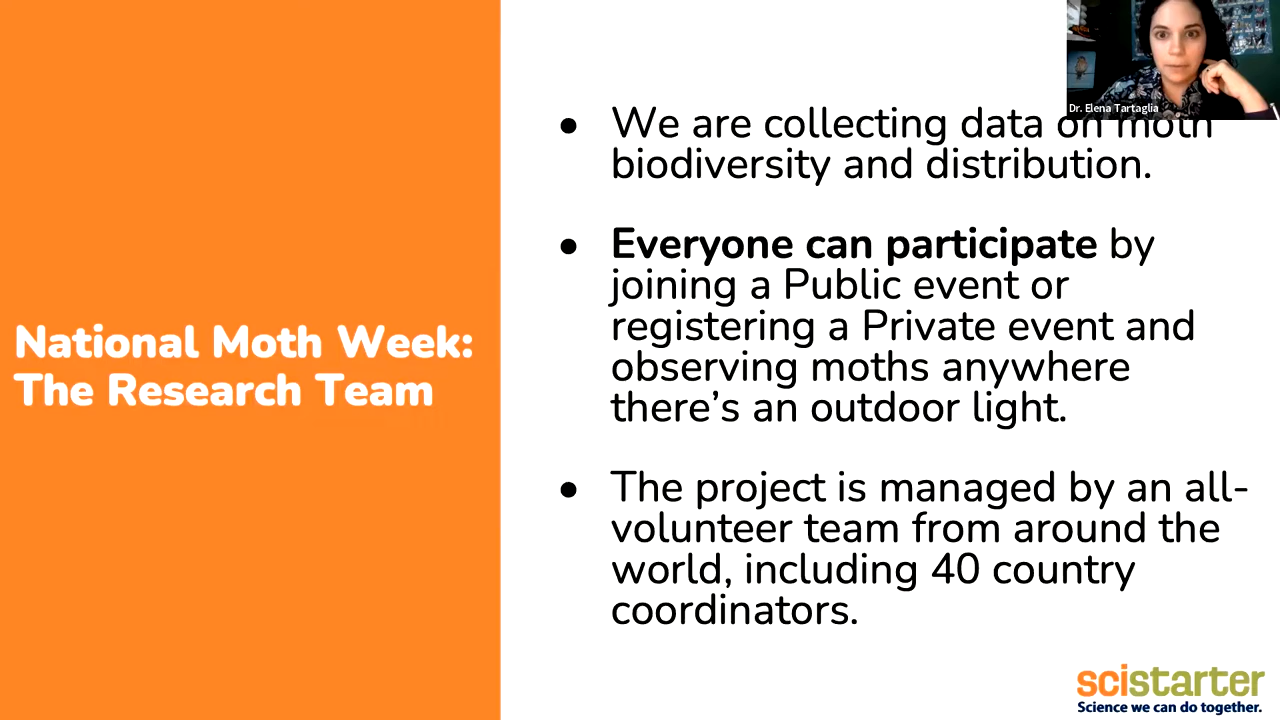 National Moth Week:
The Research Team
Dr. Elena Tartaglia
● We are collecting data on moth
biodiversity and distribution.
● Everyone can participate by
joining a Public event or
registering a Private event and
observing moths anywhere
there’s an outdoor light.
● The project is managed by an all-
volunteer team from around the
world, including 40 country
coordinators.
scistarter
Science we can do together.